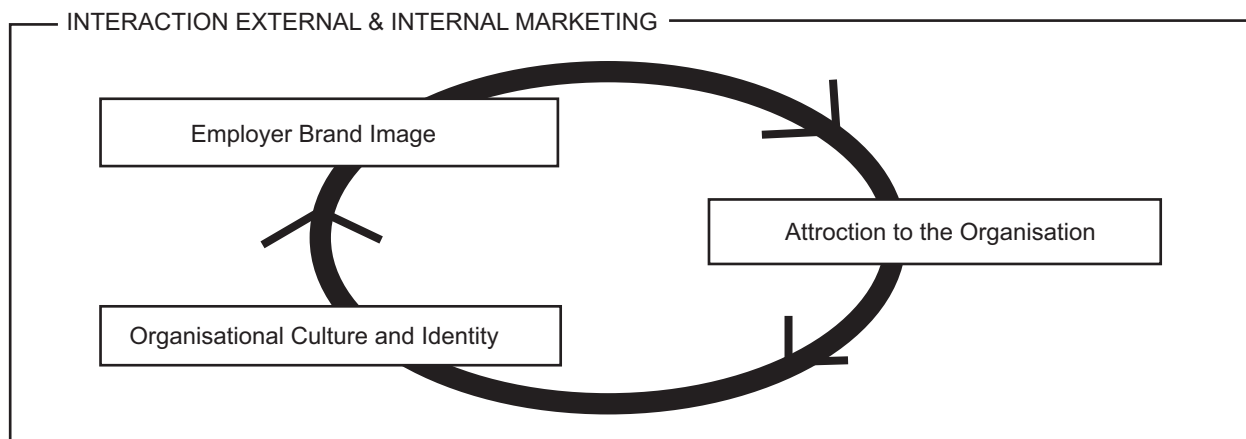 INTERACTION EXTERNAL & INTERNAL MARKETING
Employer Brand Image
Attroction to the Organisation
Organisational Culture and Identity